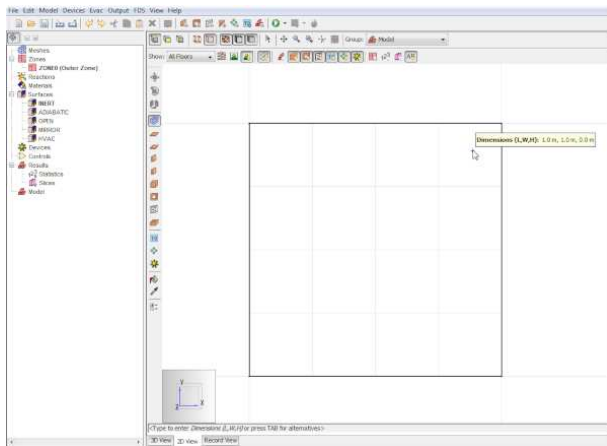 File Edit Model Devices Evac Output FDS View Help
Show: All Floors
Group: Model
Meshes
Zones
ZONE0 (Outer Zone)
Reactions
Materials
Surfaces
INERT
ADIABATIC
OPEN
MIRROR
HVAC
Devices
Controls
Results
Statistics
Slices
Model
Dimensions (L,W,H): 1.0 m, 1.0 m, 0.0 m
Y
Z X
<Type to enter Dimensions (L,W,H) or press TAB for alternatives>
3D View 2D View Record View